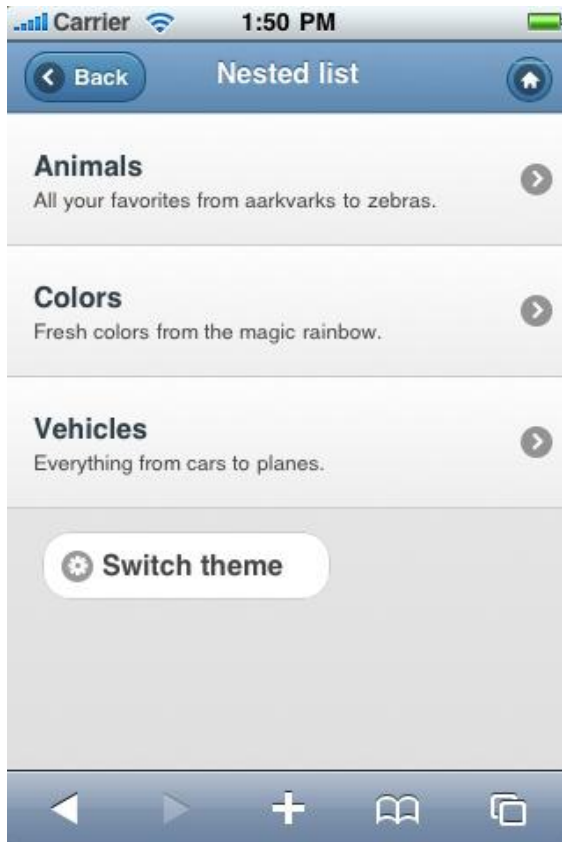 Carrier 1:50 PM
Back Nested list
Animals
All your favorites from aarkvarks to zebras.
Colors
Fresh colors from the magic rainbow.
Vehicles
Everything from cars to planes.
Switch theme